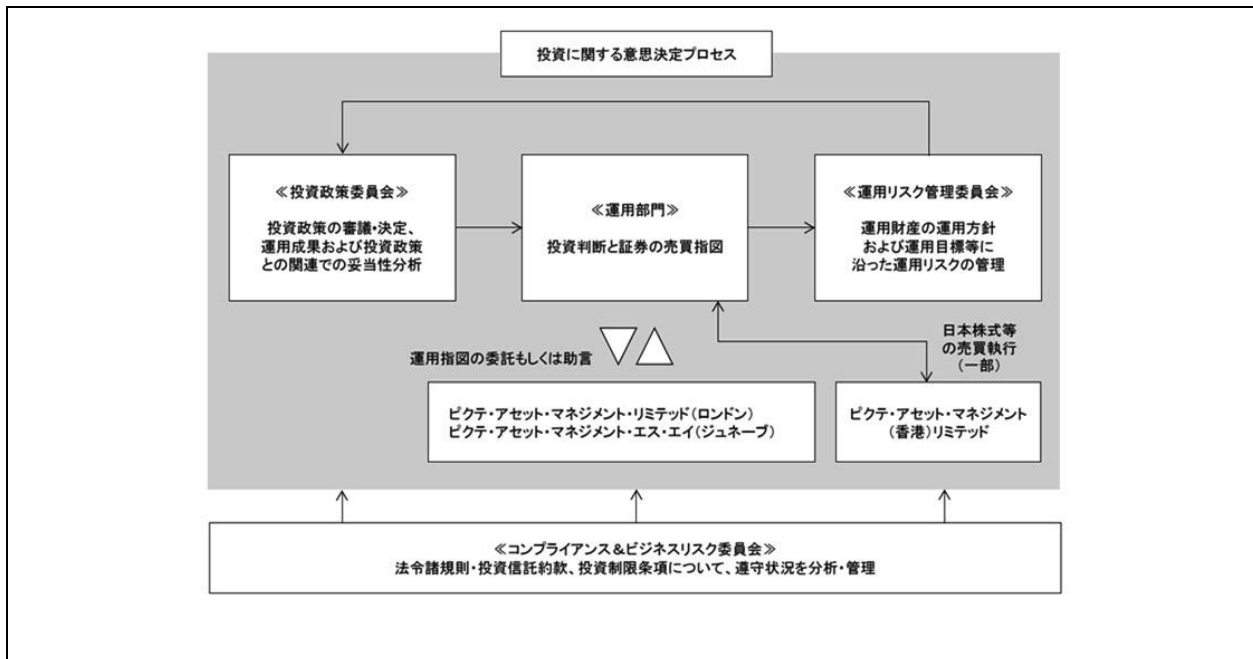 投資に関する意思決定プロセス
≪投資政策委員会≫
投資政策の審議・決定、
運用成果および投資政策
との関連での妥当性分析
≪運用部門≫
投資判断と証券の売買指図
≪運用リスク管理委員会≫
運用財産の運用方針
および運用目標等に
沿った運用リスクの管理
運用指図の委託もしくは助言
日本株式等
の売買執行
(一部)
ピクテ・アセット・マネジメント・リミテッド(ロンドン)
ピクテ・アセット・マネジメント・エス・エイ(ジュネーブ)
ピクテ・アセット・マネジメント
(香港)リミテッド
≪コンプライアンス&ビジネスリスク委員会≫
法令諸規則・投資信託約款、投資制限条項について、遵守状況を分析・管理